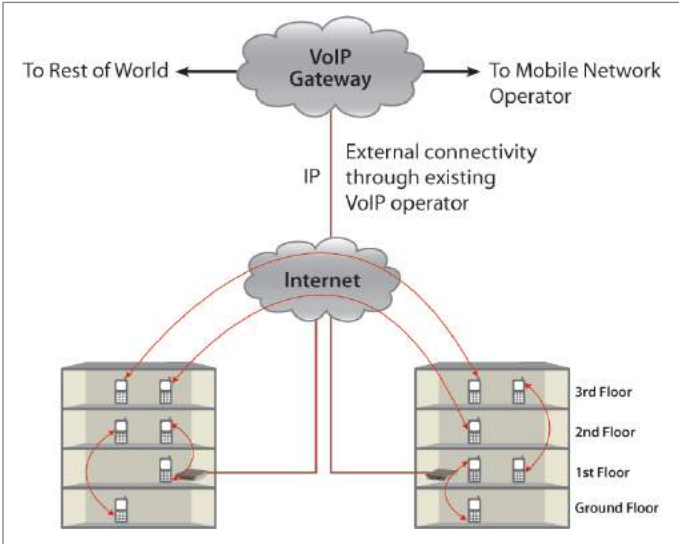 VoIP
Gateway
To Rest of World
To Mobile Network
Operator
IP
External connectivity
through existing
VoIP operator
Internet
3rd Floor
2nd Floor
1st Floor
Ground Floor